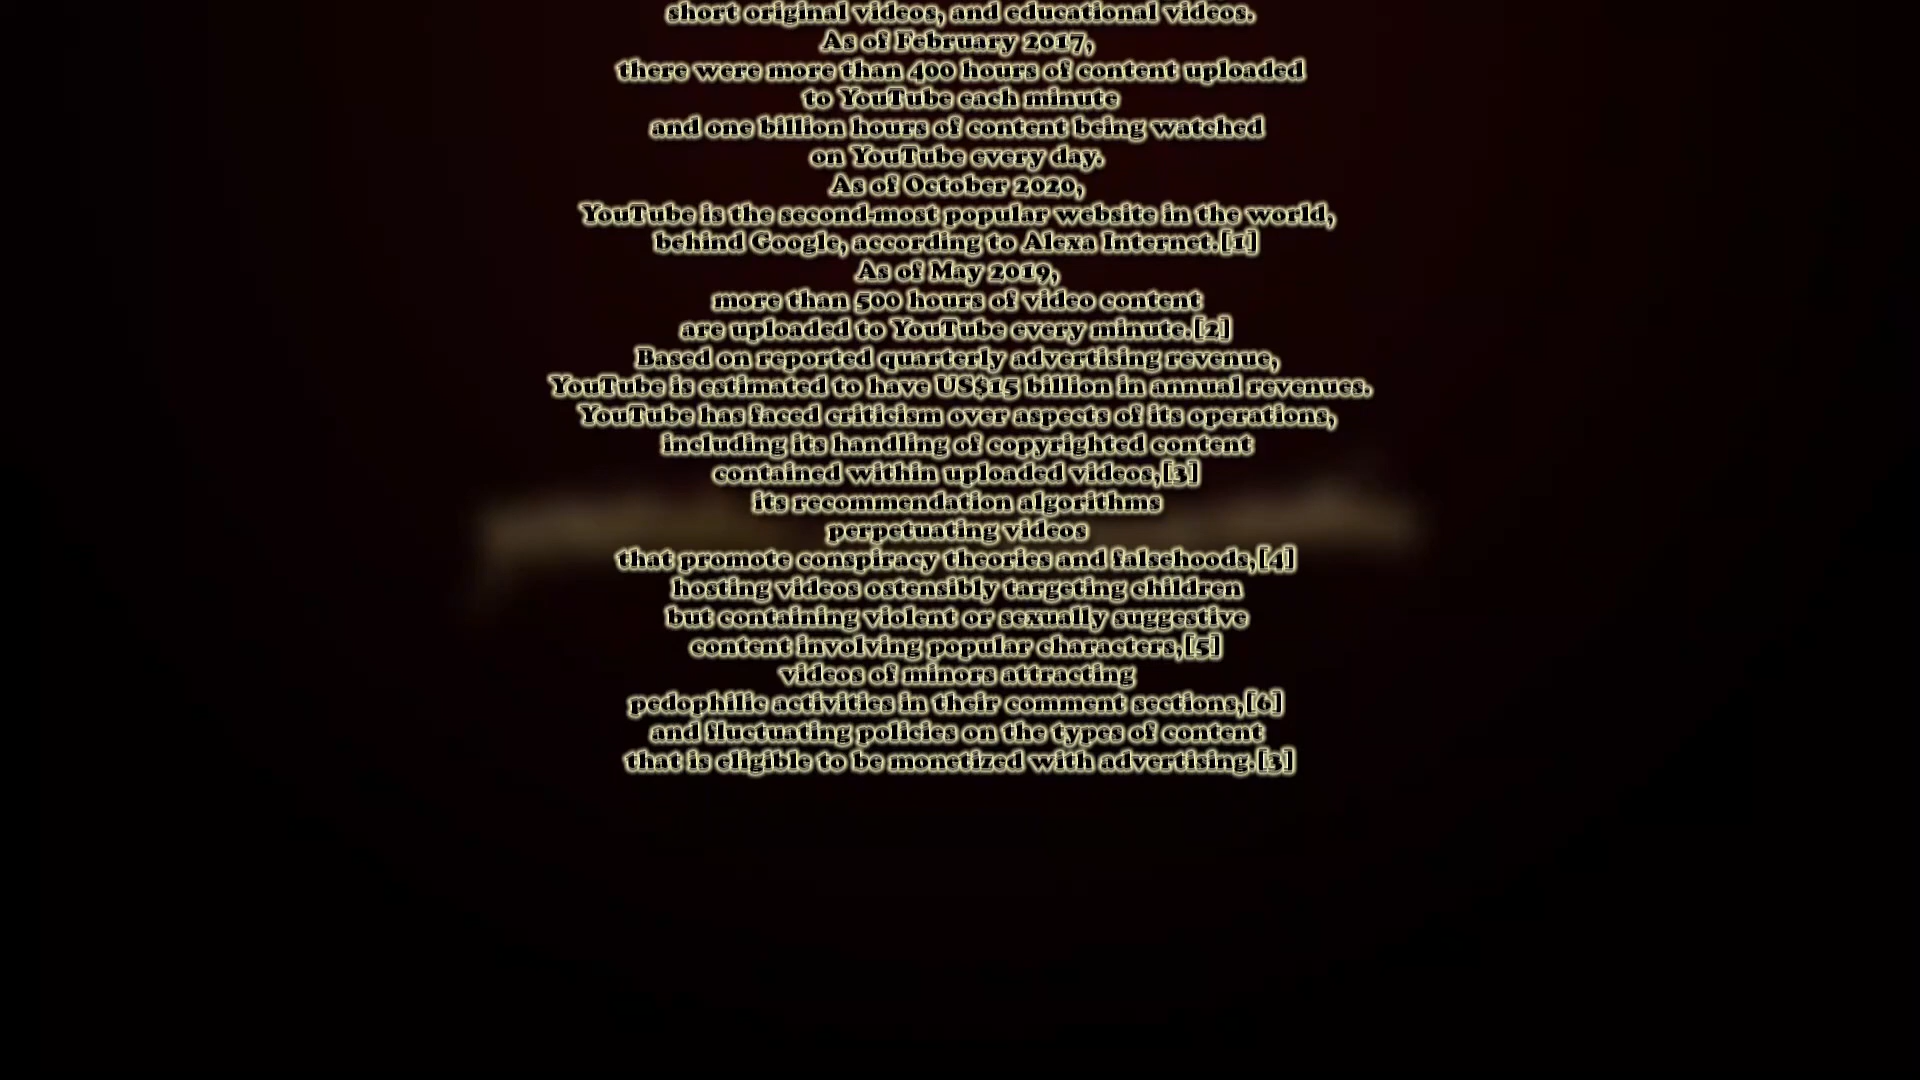 short original videos, and educational videos.
As of February 2017,
there were more than 400 hours of content uploaded
to YouTube each minute
and one billion hours of content being watched
on YouTube every day.
As of October 2020,
YouTube is the second-most popular website in the world,
behind Google, according to Alexa Internet.[1]
As of May 2019,
more than 500 hours of video content
are uploaded to YouTube every minute.[2]
Based on reported quarterly advertising revenue,
YouTube is estimated to have US$15 billion in annual revenues.
YouTube has faced criticism over aspects of its operations,
including its handling of copyrighted content
contained within uploaded videos,[3]
its recommendation algorithms
perpetuating videos
that promote conspiracy theories and falsehoods,[4]
hosting videos ostensibly targeting children
but containing violent or sexually suggestive
content involving popular characters,[5]
videos of minors attracting
pedophilic activities in their comment sections,[6]
and fluctuating policies on the types of content
that is eligible to be monetized with advertising.[3]